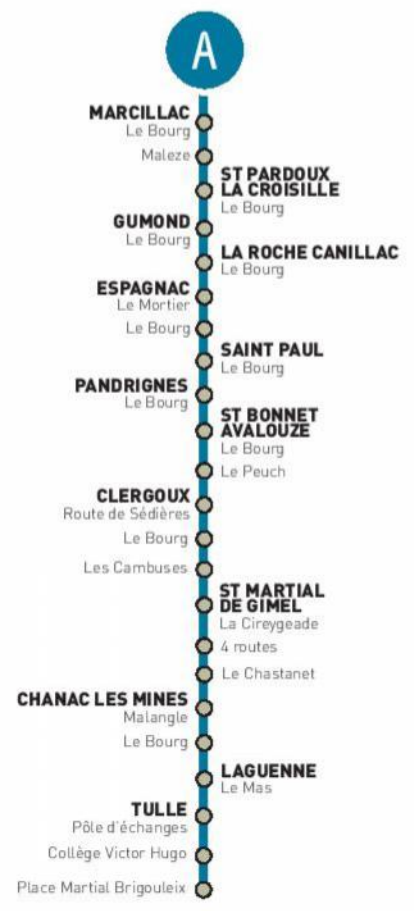 A
MARCILLAC
Le Bourg
Maleze
ST PARDOUX
LA CROISILLE
Le Bourg
GUMOND
Le Bourg
LA ROCHE CANILLAC
Le Bourg
ESPAGNAC
Le Mortier
Le Bourg
SAINT PAUL
Le Bourg
PANDRIGNES
Le Bourg
ST BONNET
AVALOUZE
Le Bourg
Le Peuch
CLERGOUX
Route de Sédières
Le Bourg
Les Cambuses
ST MARTIAL
DE GIMEL
La Cireygeade
4 routes
Le Chastanet
CHANAC LES MINES
Malangle
Le Bourg
LAGUENNE
Le Mas
TULLE
Pôle d'échanges
Collège Victor Hugo
Place Martial Brigouleix